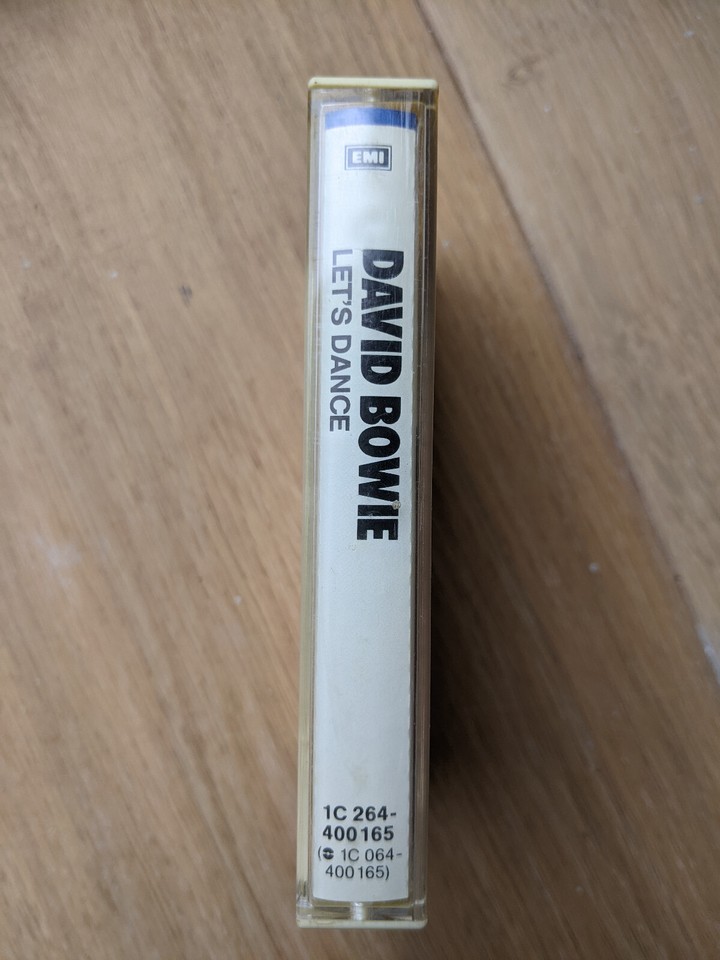 EMI
DAVID BOWIE
LET'S DANCE
1C 264-
400165
(1C 064-
400165)